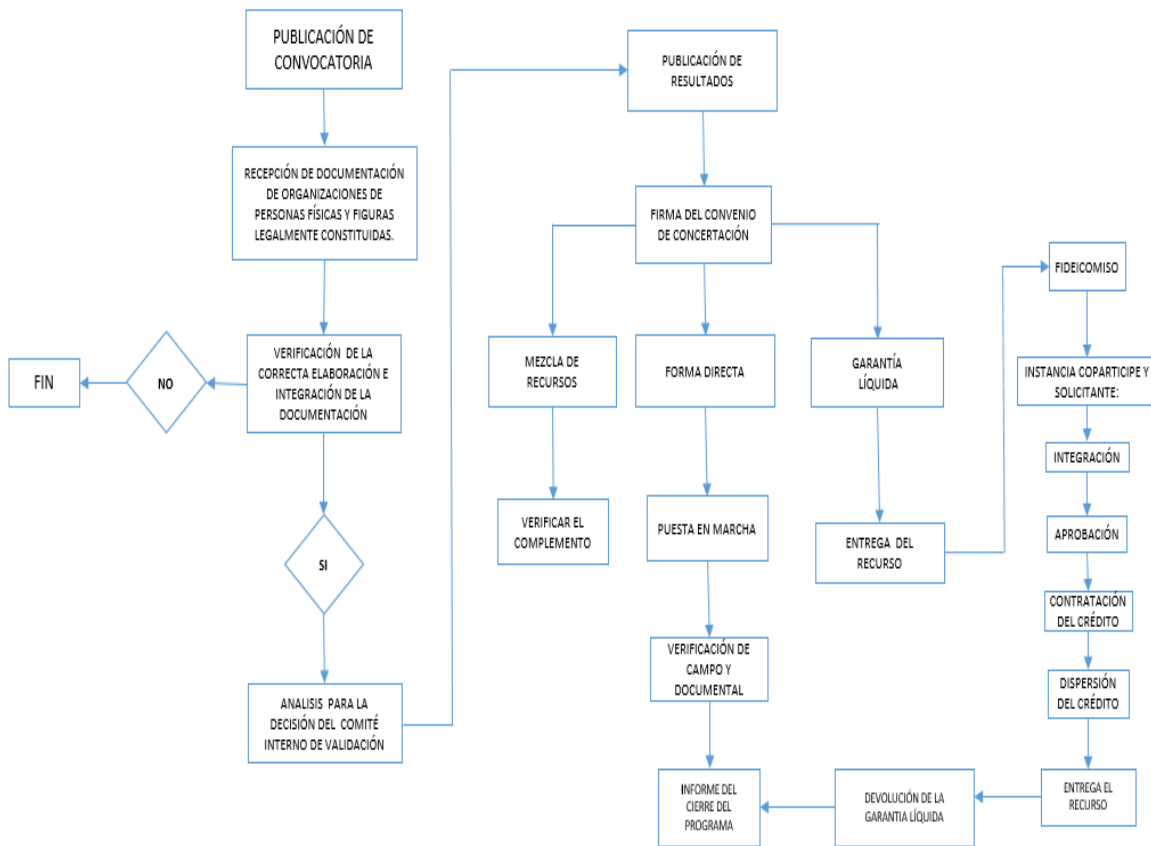 PUBLICACIÓN DE
CONVOCATORIA
RECEPCIÓN DE DOCUMENTACIÓN
DE ORGANIZACIONES DE
PERSONAS FÍSICAS Y FIGURAS
LEGALMENTE CONSTITUIDAS.
VERIFICACIÓN DE LA
CORRECTA ELABORACIÓN E
INTEGRACIÓN DE LA
DOCUMENTACIÓN
NO
FIN
SI
ANALISIS PARA LA
DECISIÓN DEL COMITÉ
INTERNO DE VALIDACIÓN
PUBLICACIÓN DE
RESULTADOS
FIRMA DEL CONVENIO
DE CONCERTACIÓN
MEZCLA DE
RECURSOS
VERIFICAR EL
COMPLEMENTO
FORMA DIRECTA
PUESTA EN MARCHA
VERIFICACIÓN DE
CAMPO Y
DOCUMENTAL
GARANTÍA
LÍQUIDA
ENTREGA DEL
RECURSO
FIDEICOMISO
INSTANCIA COPARTICIPE Y
SOLICITANTE:
INTEGRACIÓN
APROBACIÓN
CONTRATACIÓN
DEL CRÉDITO
DISPERSIÓN
DEL CRÉDITO
ENTREGA EL
RECURSO
DEVOLUCIÓN DE LA
GARANTIA LÍQUIDA
INFORME DEL
CIERRE DEL
PROGRAMA